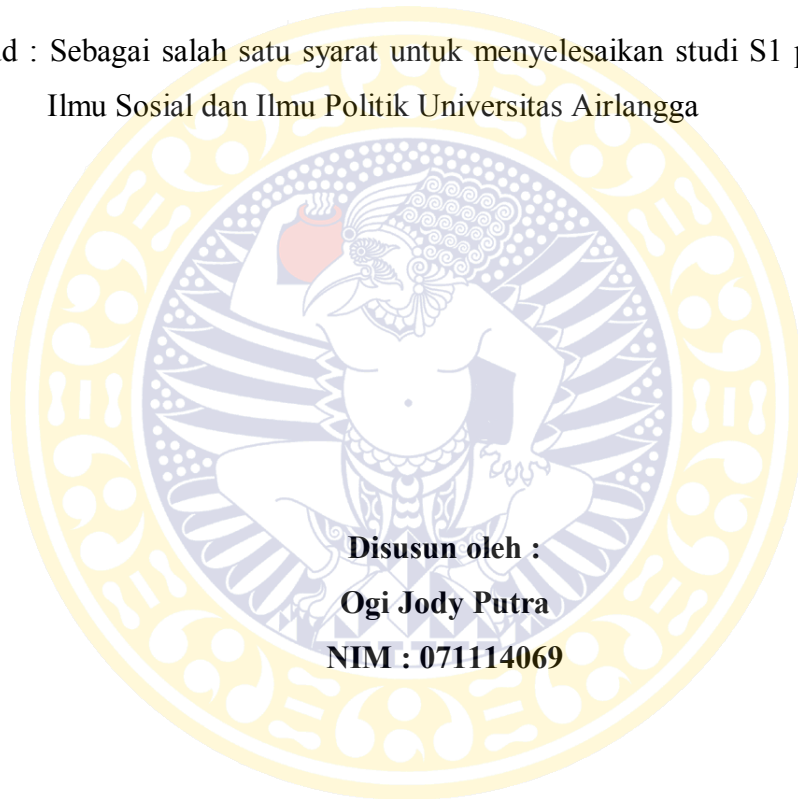 : Sebagai salah satu syarat untuk menyelesaikan studi S1
Ilmu Sosial dan Ilmu Politik Universitas Airlangga
Disusun oleh :
Ogi Jody Putra
NIM : 071114069